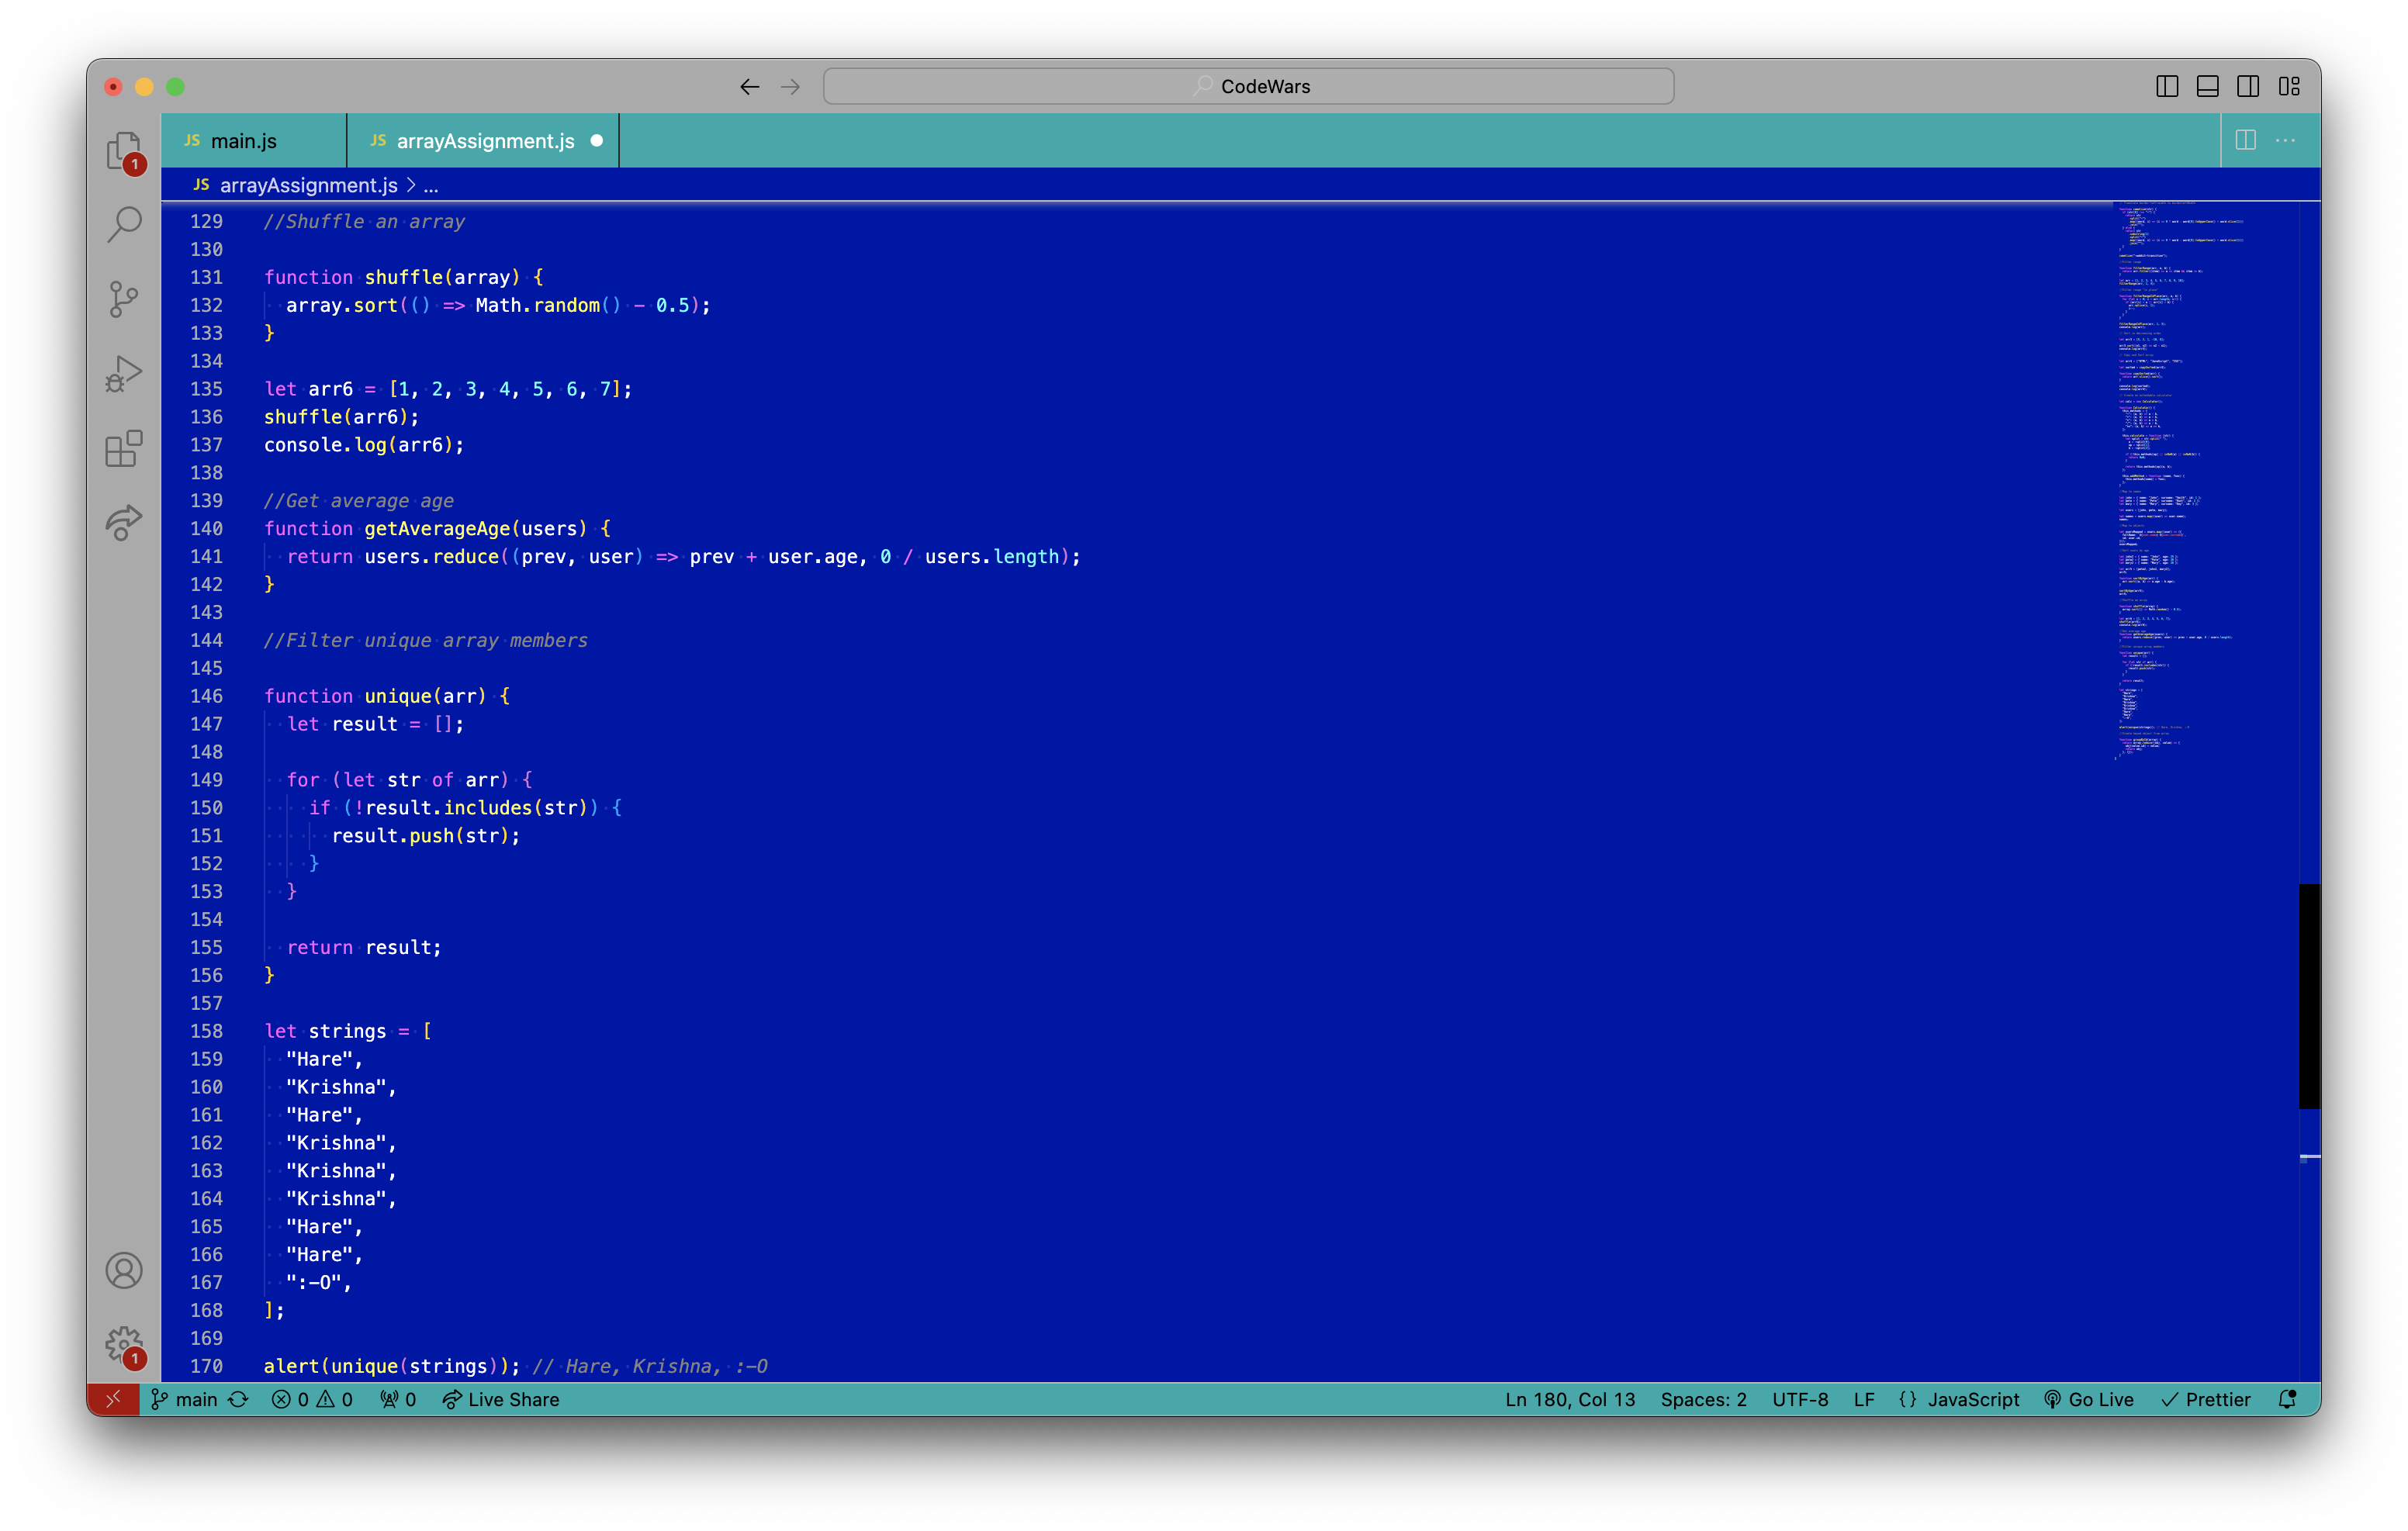 CodeWars
JS main.js JS arrayAssignment.js
JS arrayAssignment.js > ...
129 //Shuffle an array
130
131 function shuffle(array) {
132 array.sort(() => Math.random() - 0.5);
133 }
134
135 let arr6 = [1, 2, 3, 4, 5, 6, 7];
136 shuffle(arr6);
137 console.log(arr6);
138
139 //Get average age
140 function getAverageAge(users) {
141 return users.reduce((prev, user) => prev + user.age, 0 / users.length);
142 }
143
144 //Filter unique array members
145
146 function unique(arr) {
147 let result = [];
148
149 for (let str of arr) {
150 if (!result.includes(str)) {
151 result.push(str);
152 }
153 }
154
155 return result;
156 }
157
158 let strings = [
159 "Hare",
160 "Krishna",
161 "Hare",
162 "Krishna",
163 "Krishna",
164 "Krishna",
165 "Hare",
166 "Hare",
167 ":-O",
168 ];
169
170 alert(unique(strings)); // Hare, Krishna, :-O
1
1
main 0 0 0 Live Share Ln 180, Col 13 Spaces: 2 UTF-8 LF {} JavaScript Go Live Prettier